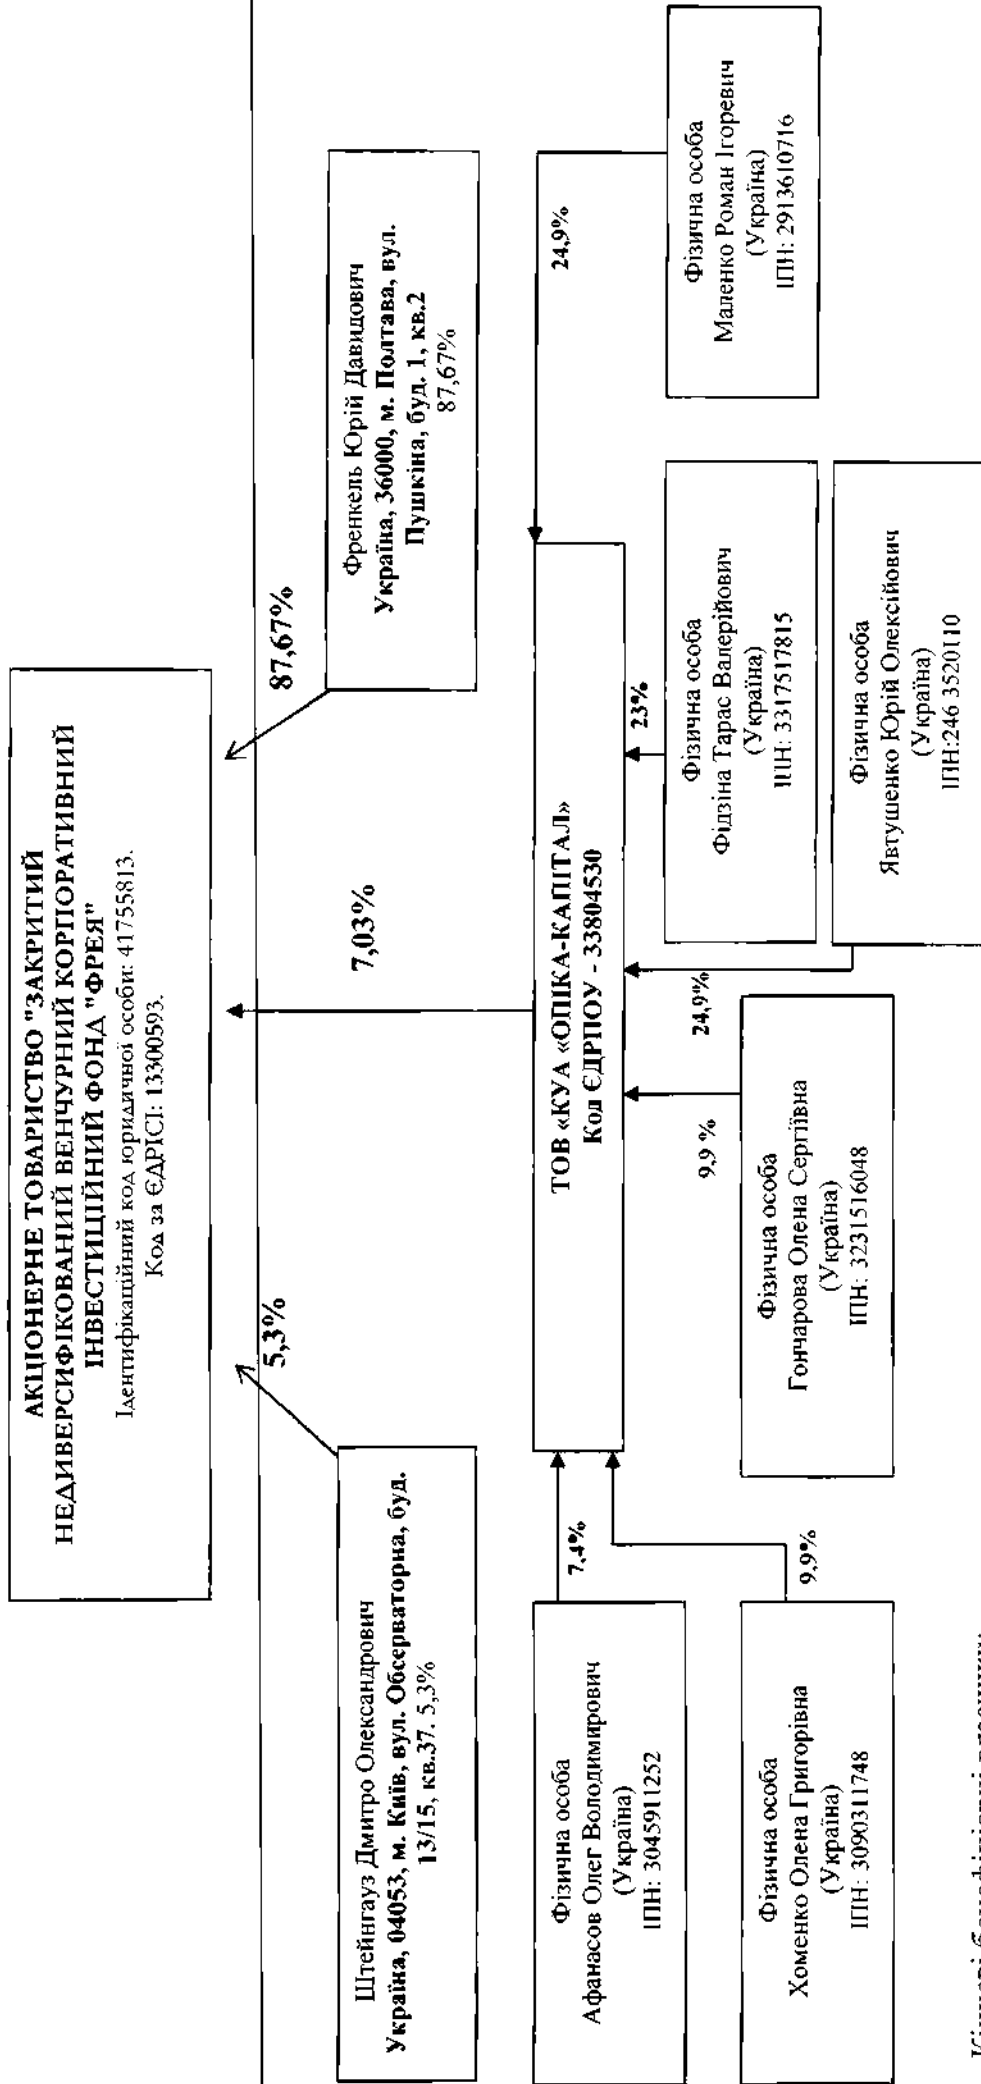 АКЦІОНЕРНЕ ТОВАРИСТВО "ЗАКРИТИЙ
НЕДИВЕРСИФІКОВАНИЙ ВЕНЧУРНИЙ КОРПОРАТИВНИЙ
ІНВЕСТИЦІЙНИЙ ФОНД "ФРЕЯ"
Ідентифікаційний код юридичної особи: 41755813.
Код за ЄДРІСІ: 13300593.
5,3%
7,03%
87,67%
Штейнгауз Дмитро Олександрович
Україна, 04053, м. Київ, вул. Обсерваторна, буд.
13/15, кв.37. 5,3%
Френкель Юрій Давидович
Україна, 36000, м. Полтава, вул.
Пушкіна, буд. 1, кв.2
87,67%
ТОВ «КУА «ОПІКА-КАПІТАЛ»
Код ЄДРПОУ - 33804530
7,4%
9,9%
9,9 %
24,9%
23%
24,9%
Фізична особа
Афанасов Олег Володимирович
(Україна)
ІПН: 3045911252
Фізична особа
Хоменко Олена Григорівна
(Україна)
ІПН: 3090311748
Фізична особа
Гончарова Олена Сергіївна
(Україна)
ІПН: 3231516048
Фізична особа
Фідзіна Тарас Валерійович
(Україна)
ІПН: 3317517815
Фізична особа
Явтушенко Юрій Олексійович
(Україна)
ІПН:246 3520110
Фізична особа
Маленко Роман Ігоревич
(Україна)
ІПН: 2913610716